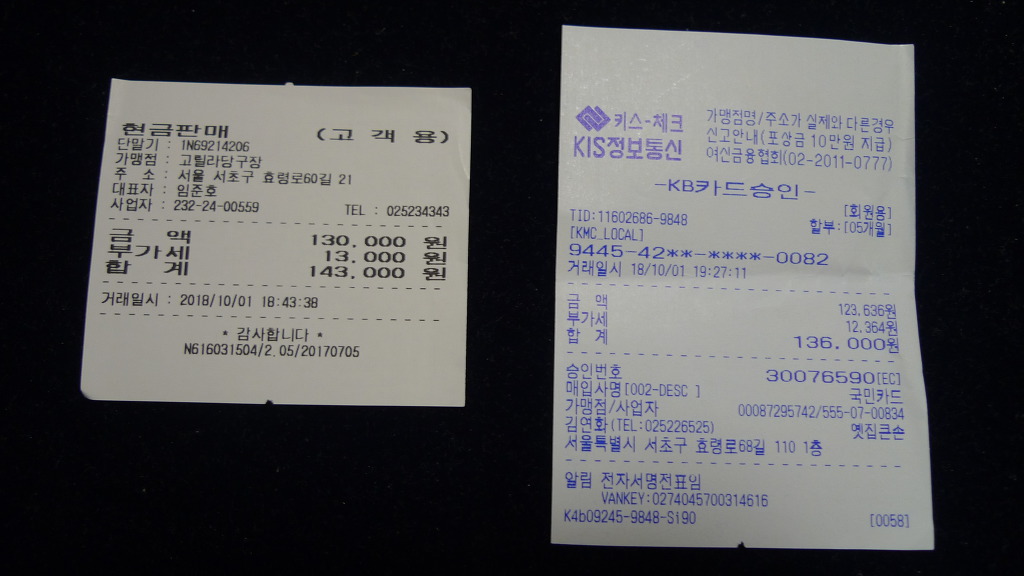 현금판매 (고 객 용)
단말기 : 1N69214206
가맹점 : 고릴라당구장
주 소 : 서울 서초구 효령로60길 21
대표자 : 임준호
사업자 : 232-24-00559 TEL : 025234343
금 액 130,000 원
부가세 13,000 원
합 계 143,000 원
거래일시 : 2018/10/01 18:43:38
* 감사합니다 *
N616031504/2.05/20170705
키스-체크
KIS정보통신
가맹점명/주소가 실제와 다른경우
신고안내(포상금 10만원 지급)
여신금융협회(02-2011-0777)
-KB카드승인-
[회원용]
TID:11602686-9848 할부:[05개월]
[KMC_LOCAL]
9445-42**-****-0082
거래일시 18/10/01 19:27:11
금 액 123,636원
부가세 12,364원
합 계 136,000원
승인번호 30076590[EC]
매입사명[002-DESC ] 국민카드
가맹점/사업자 00087295742/555-07-00834
김연화(TEL:025226525) 옛집큰손
서울특별시 서초구 효령로68길 110 1층
알림 전자서명전표임
VANKEY:0274045700314616
K4b09245-9848-Si90 [0058]